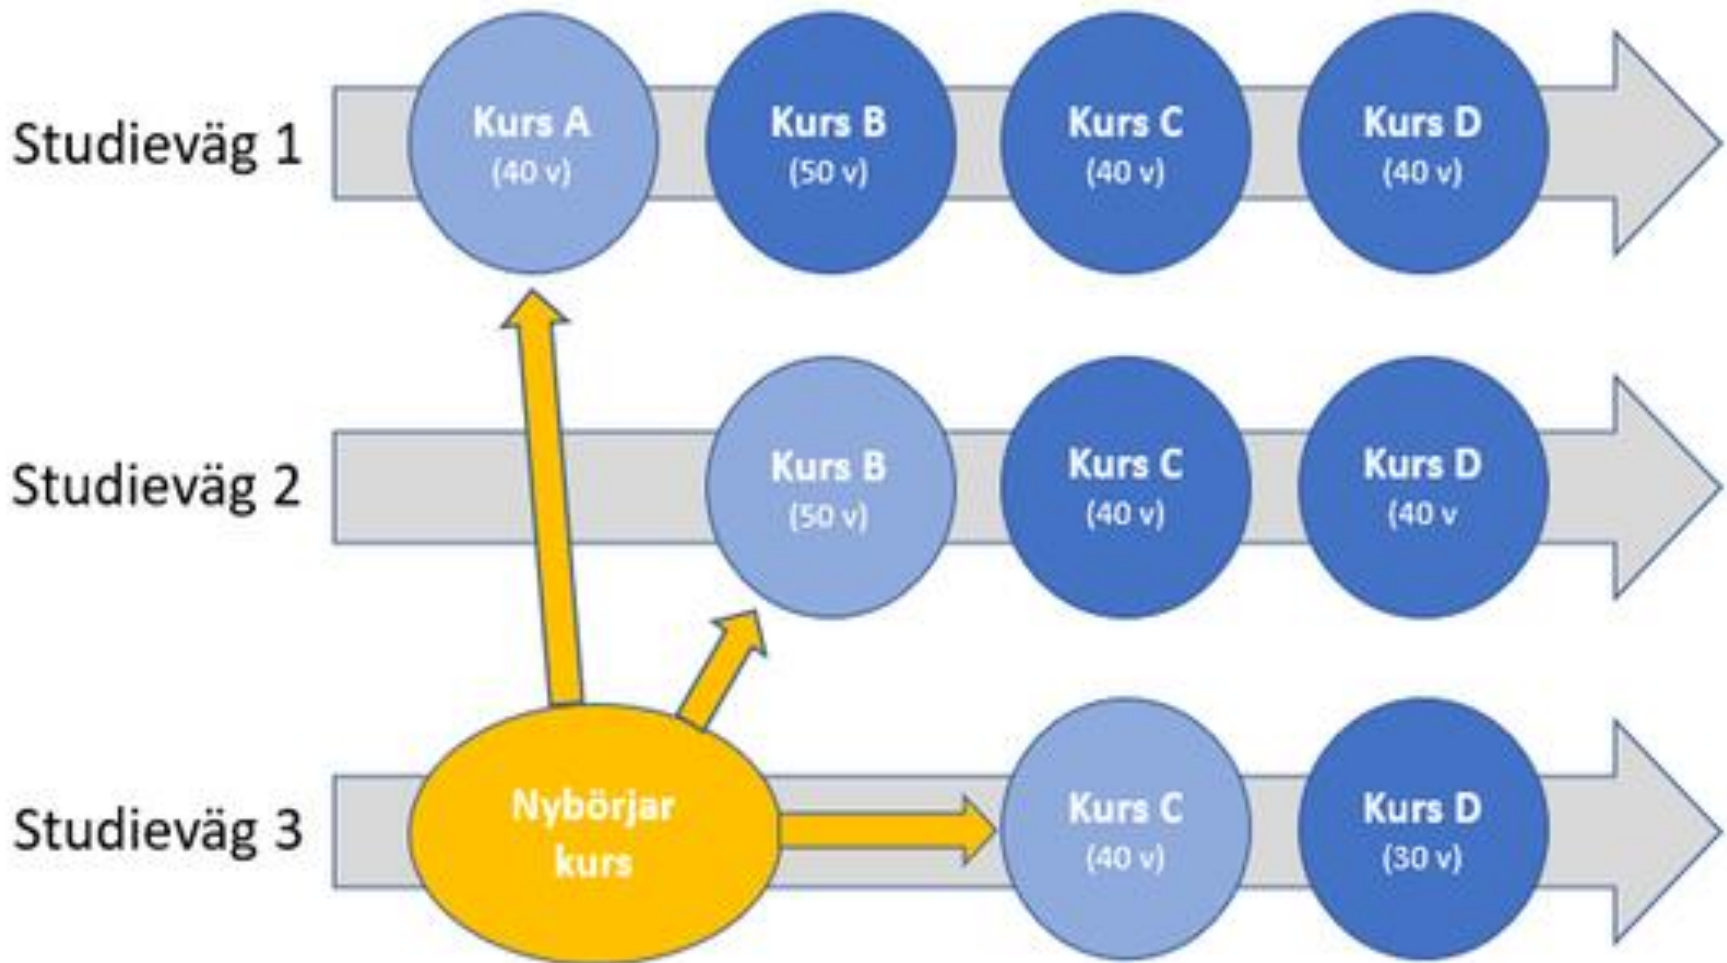 Studieväg 1
Kurs A
(40 v)
Kurs B
(50 v)
Kurs C
(40 v)
Kurs D
(40 v)
Studieväg 2
Kurs B
(50 v)
Kurs C
(40 v)
Kurs D
(40 v
Studieväg 3
Nybörjar
kurs
Kurs C
(40 v)
Kurs D
(30 v)